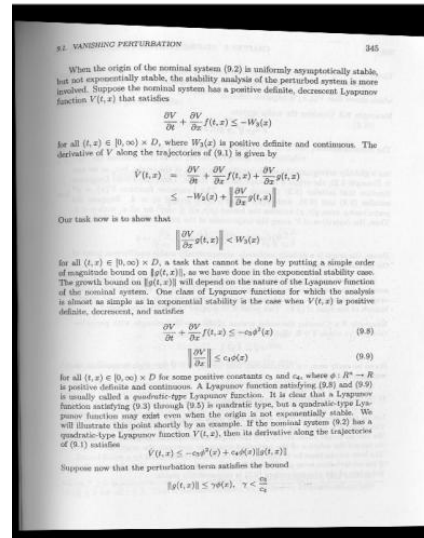 9.1. VANISHING PERTURBATION 345
When the origin of the nominal system (9.2) is uniformly asymptotically stable,
but not exponentially stable, the stability analysis of the perturbed system is more
involved. Suppose the nominal system has a positive definite, decrescent Lyapunov
function V(t, x) that satisfies
∂V/∂t + ∂V/∂x f(t, x) ≤ −W₃(x)
for all (t, x) ∈ [0, ∞) × D, where W₃(x) is positive definite and continuous. The
derivative of V along the trajectories of (9.1) is given by
V̇(t, x) = ∂V/∂t + ∂V/∂x f(t, x) + ∂V/∂x g(t, x)
≤ −W₃(x) + ‖∂V/∂x g(t, x)‖
Our task now is to show that
‖∂V/∂x g(t, x)‖ < W₃(x)
for all (t, x) ∈ [0, ∞) × D, a task that cannot be done by putting a simple order
of magnitude bound on ‖g(t, x)‖, as we have done in the exponential stability case.
The growth bound on ‖g(t, x)‖ will depend on the nature of the Lyapunov function
of the nominal system. One class of Lyapunov functions for which the analysis
is almost as simple as in exponential stability is the case when V(t, x) is positive
definite, decrescent, and satisfies
∂V/∂t + ∂V/∂x f(t, x) ≤ −c₃φ²(x) (9.8)
‖∂V/∂x‖ ≤ c₄φ(x) (9.9)
for all (t, x) ∈ [0, ∞) × D for some positive constants c₃ and c₄, where φ : Rⁿ → R
is positive definite and continuous. A Lyapunov function satisfying (9.8) and (9.9)
is usually called a quadratic-type Lyapunov function. It is clear that a Lyapunov
function satisfying (9.3) through (9.5) is quadratic type, but a quadratic-type Lya-
punov function may exist even when the origin is not exponentially stable. We
will illustrate this point shortly by an example. If the nominal system (9.2) has a
quadratic-type Lyapunov function V(t, x), then its derivative along the trajectories
of (9.1) satisfies
V̇(t, x) ≤ −c₃φ²(x) + c₄φ(x)‖g(t, x)‖
Suppose now that the perturbation term satisfies the bound
‖g(t, x)‖ ≤ γφ(x), γ < c₃/c₄